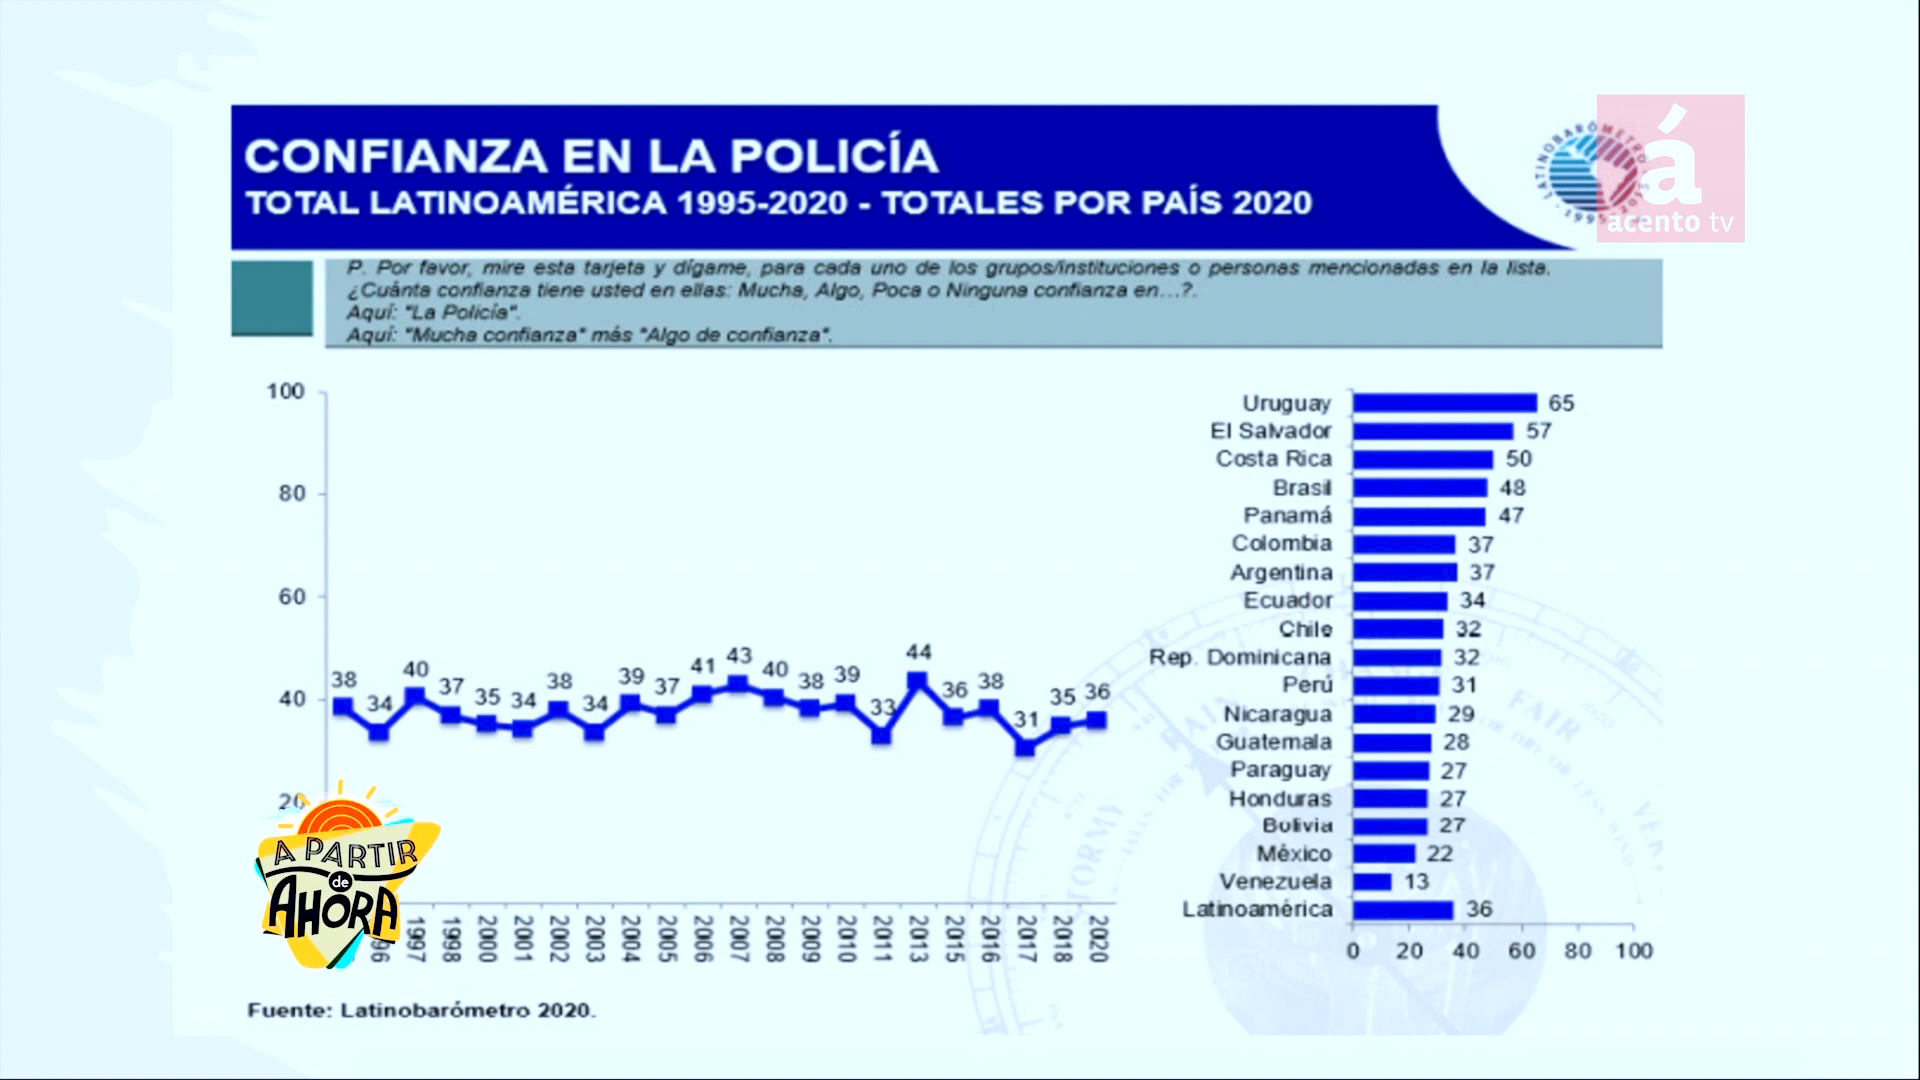 CONFIANZA EN LA POLICÍA
TOTAL LATINOAMÉRICA 1995-2020 - TOTALES POR PAÍS 2020
LATINOBARÓMETRO
á
acento tv
P. Por favor, mire esta tarjeta y dígame, para cada uno de los grupos/instituciones o personas mencionadas en la lista.
¿Cuánta confianza tiene usted en ellas: Mucha, Algo, Poca o Ninguna confianza en...?.
Aquí: "La Policía".
Aquí: "Mucha confianza" más "Algo de confianza".
100
80
60
40
20
38 34 40 37 35 34 38 34 39 37 41 43 40 38 39 33 44 36 38 31 35 36
1997 1998 2000 2001 2002 2003 2004 2005 2006 2007 2008 2009 2010 2011 2013 2015 2016 2017 2018 2020
A PARTIR
de
AHORA
Uruguay 65
El Salvador 57
Costa Rica 50
Brasil 48
Panamá 47
Colombia 37
Argentina 37
Ecuador 34
Chile 32
Rep. Dominicana 32
Perú 31
Nicaragua 29
Guatemala 28
Paraguay 27
Honduras 27
Bolivia 27
México 22
Venezuela 13
Latinoamérica 36
0 20 40 60 80 100
STORMY
RAIN
FAIR
Fuente: Latinobarómetro 2020.